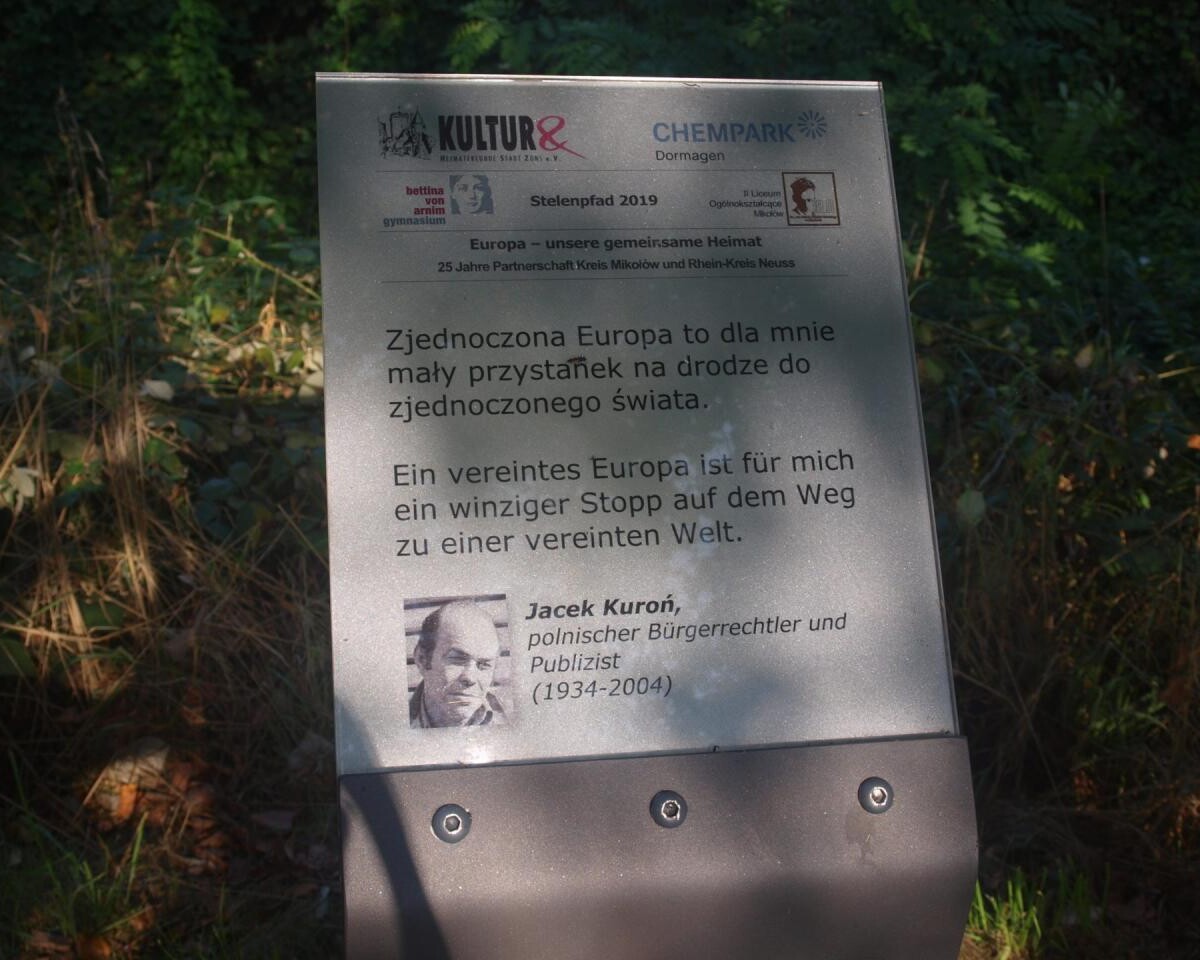 KULTUR&
HEIMATFREUNDE STADT ZONS e.V.
CHEMPARK
Dormagen
bettina
von
arnim
gymnasium
Stelenpfad 2019
II Liceum
Ogólnokształcące
Mikołów
Europa – unsere gemeinsame Heimat
25 Jahre Partnerschaft Kreis Mikołów und Rhein-Kreis Neuss
Zjednoczona Europa to dla mnie
mały przystanek na drodze do
zjednoczonego świata.
Ein vereintes Europa ist für mich
ein winziger Stopp auf dem Weg
zu einer vereinten Welt.
Jacek Kuroń,
polnischer Bürgerrechtler und
Publizist
(1934-2004)